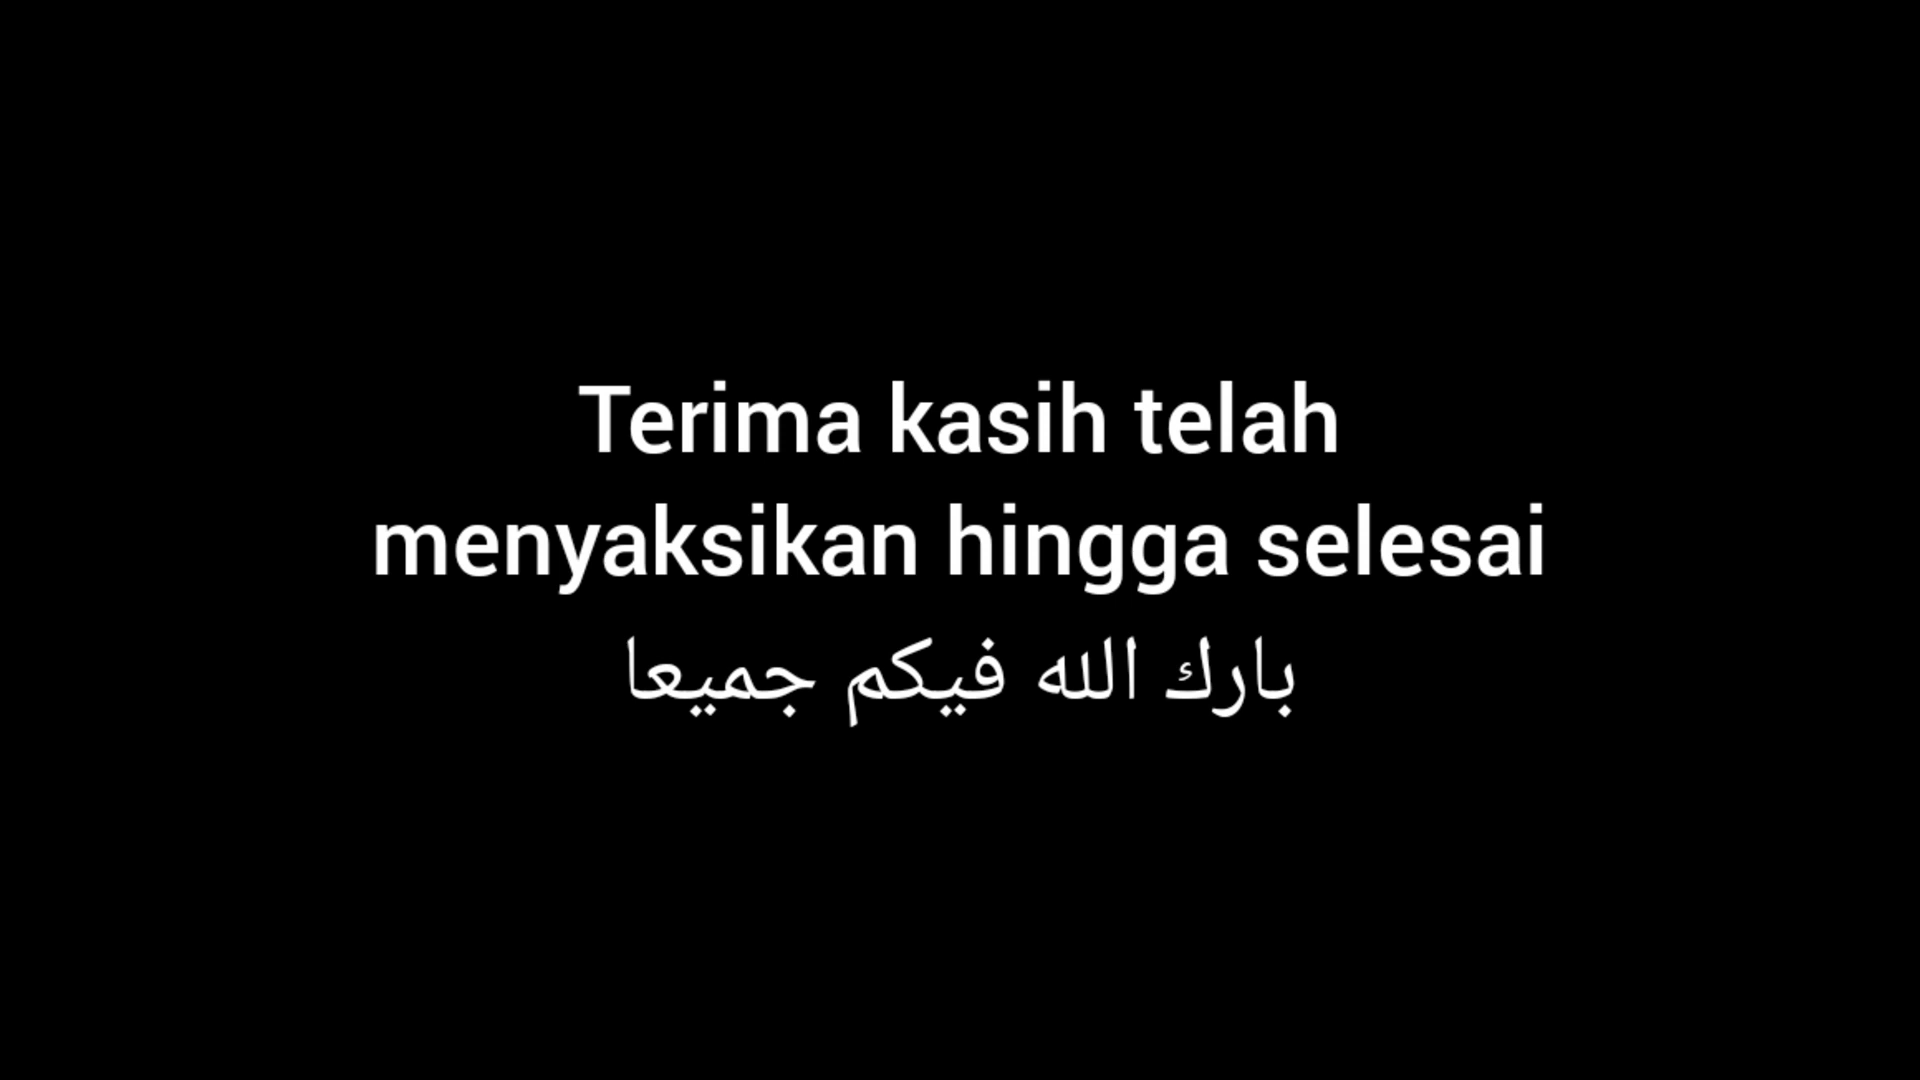 Terima kasih telah
menyaksikan hingga selesai
بارك الله فيكم جميعا